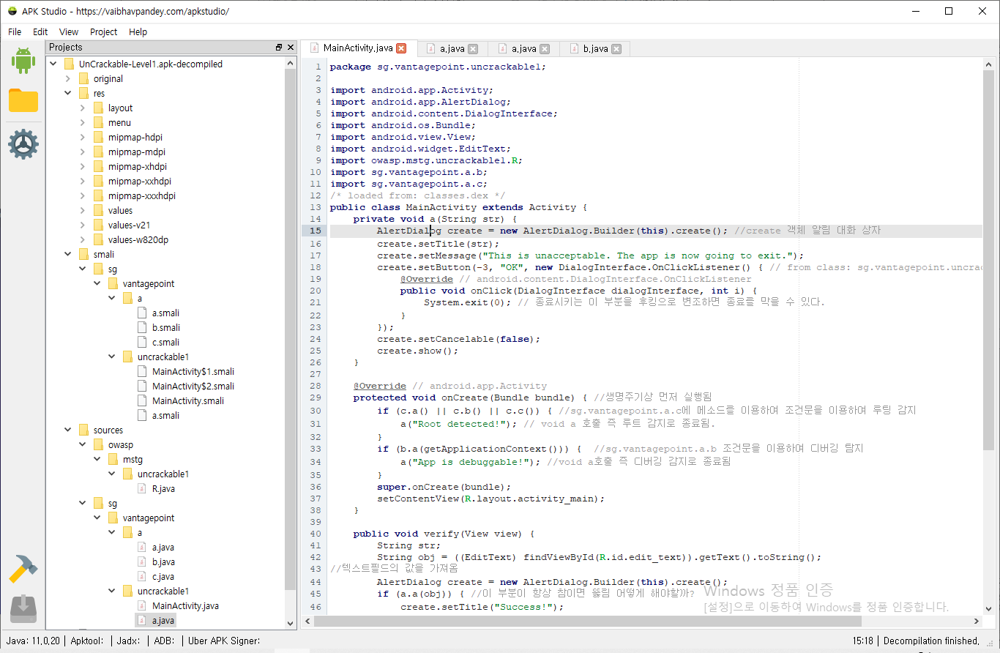 APK Studio - https://vaibhavpandey.com/apkstudio/
File Edit View Project Help
Projects
UnCrackable-Level1.apk-decompiled
original
res
layout
menu
mipmap-hdpi
mipmap-mdpi
mipmap-xhdpi
mipmap-xxhdpi
mipmap-xxxhdpi
values
values-v21
values-w820dp
smali
sg
vantagepoint
a
a.smali
b.smali
c.smali
uncrackable1
MainActivity$1.smali
MainActivity$2.smali
MainActivity.smali
a.smali
sources
owasp
mstg
uncrackable1
R.java
sg
vantagepoint
a
a.java
b.java
c.java
uncrackable1
MainActivity.java
a.java
MainActivity.java a.java a.java b.java
1 package sg.vantagepoint.uncrackable1;
2
3 import android.app.Activity;
4 import android.app.AlertDialog;
5 import android.content.DialogInterface;
6 import android.os.Bundle;
7 import android.view.View;
8 import android.widget.EditText;
9 import owasp.mstg.uncrackable1.R;
10 import sg.vantagepoint.a.b;
11 import sg.vantagepoint.a.c;
12 /* loaded from: classes.dex */
13 public class MainActivity extends Activity {
14 private void a(String str) {
15 AlertDialog create = new AlertDialog.Builder(this).create(); //create 객체 알림 대화 상자
16 create.setTitle(str);
17 create.setMessage("This is unacceptable. The app is now going to exit.");
18 create.setButton(-3, "OK", new DialogInterface.OnClickListener() { // from class: sg.vantagepoint.uncrac
19 @Override // android.content.DialogInterface.OnClickListener
20 public void onClick(DialogInterface dialogInterface, int i) {
21 System.exit(0); // 종료시키는 이 부분을 후킹으로 변조하면 종료를 막을 수 있다.
22 }
23 });
24 create.setCancelable(false);
25 create.show();
26 }
27
28 @Override // android.app.Activity
29 protected void onCreate(Bundle bundle) { //생명주기상 먼저 실행됨
30 if (c.a() || c.b() || c.c()) { //sg.vantagepoint.a.c에 메소드를 이용하여 조건문을 이용하여 루팅 감지
31 a("Root detected!"); // void a 호출 즉 루트 감지로 종료됨.
32 }
33 if (b.a(getApplicationContext())) { //sg.vantagepoint.a.b 조건문을 이용하여 디버깅 탐지
34 a("App is debuggable!"); //void a호출 즉 디버깅 감지로 종료됨
35 }
36 super.onCreate(bundle);
37 setContentView(R.layout.activity_main);
38 }
39
40 public void verify(View view) {
41 String str;
42 String obj = ((EditText) findViewById(R.id.edit_text)).getText().toString();
43 //텍스트필드의 값을 가져옴
44 AlertDialog create = new AlertDialog.Builder(this).create();
45 if (a.a(obj)) { //이 부분이 항상 참이면 뚫림 어떻게 해야할까?
46 create.setTitle("Success!");
Windows 정품 인증
[설정]으로 이동하여 Windows를 정품 인증합니다.
Java: 11.0.20 | Apktool: | Jadx: | ADB: | Uber APK Signer: 15:18 | Decompilation finished.